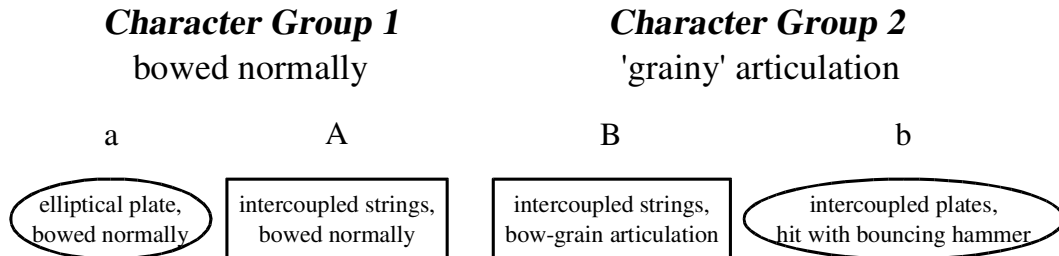 Character Group 1
bowed normally
Character Group 2
'grainy' articulation
a
A
B
b
elliptical plate,
bowed normally
intercoupled strings,
bowed normally
intercoupled strings,
bow-grain articulation
intercoupled plates,
hit with bouncing hammer